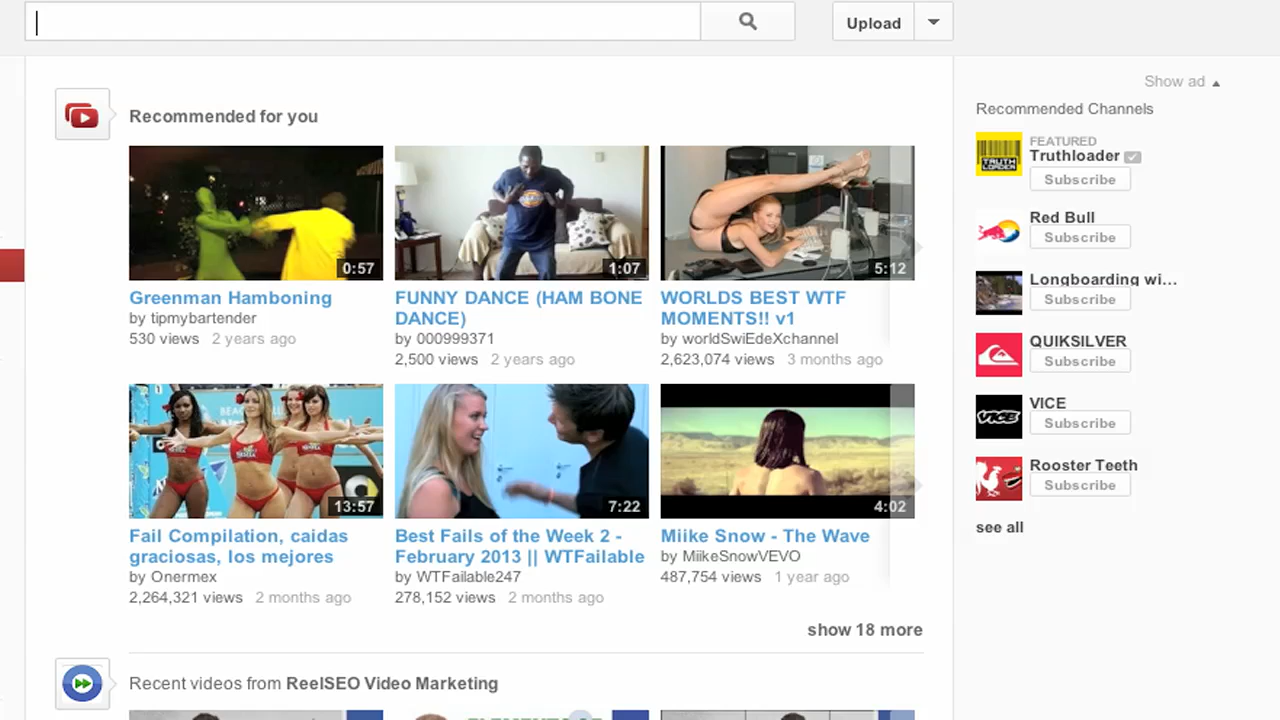 Upload
Show ad
Recommended Channels
Recommended for you
FEATURED
TRUTH
LOADER
Truthloader
Subscribe
Red Bull
Subscribe
Longboarding wi...
Subscribe
QUIKSILVER
Subscribe
VICE
VICE
Subscribe
Rooster Teeth
Subscribe
see all
0:57
1:07
5:12
Greenman Hamboning
by tipmybartender
530 views 2 years ago
FUNNY DANCE (HAM BONE
DANCE)
by 000999371
2,500 views 2 years ago
WORLDS BEST WTF
MOMENTS!! v1
by worldSwiEdeXchannel
2,623,074 views 3 months ago
13:57
7:22
4:02
Fail Compilation, caidas
graciosas, los mejores
by Onermex
2,264,321 views 2 months ago
Best Fails of the Week 2 -
February 2013 || WTFailable
by WTFailable247
278,152 views 2 months ago
Miike Snow - The Wave
by MiikeSnowVEVO
487,754 views 1 year ago
show 18 more
Recent videos from ReelSEO Video Marketing